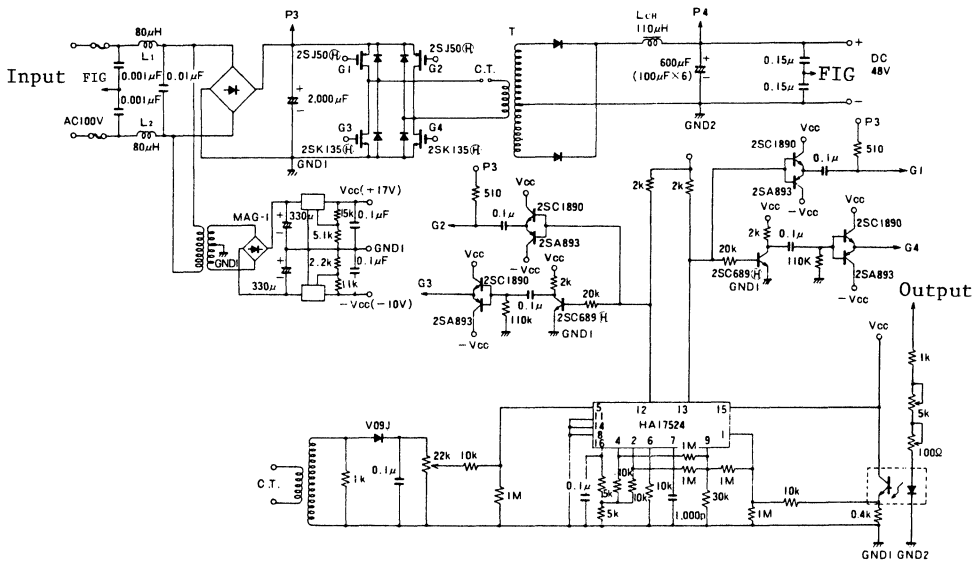 P3
80μH
L1
Input
FIG
0.001μF
0.01μF
0.001μF
AC100V
L2
80μH
2,000μF
GND1
2SJ50Ⓗ
G1
2SJ50Ⓗ
G2
G3
2SK135Ⓗ
G4
2SK135Ⓗ
C.T.
T
LCH
110μH
P4
600μF
(100μF×6)
0.15μ
FIG
0.15μ
DC
48V
GND2
MAG-1
GND1
330μ
330μ
Vcc(+17V)
15k
0.1μF
5.1k
GND1
2.2k
0.1μF
11k
-Vcc(-10V)
P3
510
G2
0.1μ
Vcc
2SC1890
2SA893
-Vcc
G3
Vcc
2SC1890
2SA893
-Vcc
110k
0.1μ
2k
2SC689Ⓗ
GND1
20k
2k
2k
Vcc
2SC1890
2SA893
-Vcc
0.1μ
P3
510
G1
20k
2k
2SC689Ⓗ
GND1
0.1μ
110K
Vcc
2SC1890
G4
2SA893
-Vcc
Output
Vcc
1k
5k
100Ω
HA17524
5
11
14
8
16
12
13
15
1
4
2
6
7
9
C.T.
V09J
1k
0.1μ
22k
10k
1M
0.1μ
15k
5k
10k
10k
10k
1,000p
1M
1M
1M
30k
1M
10k
0.4k
GND1
GND2